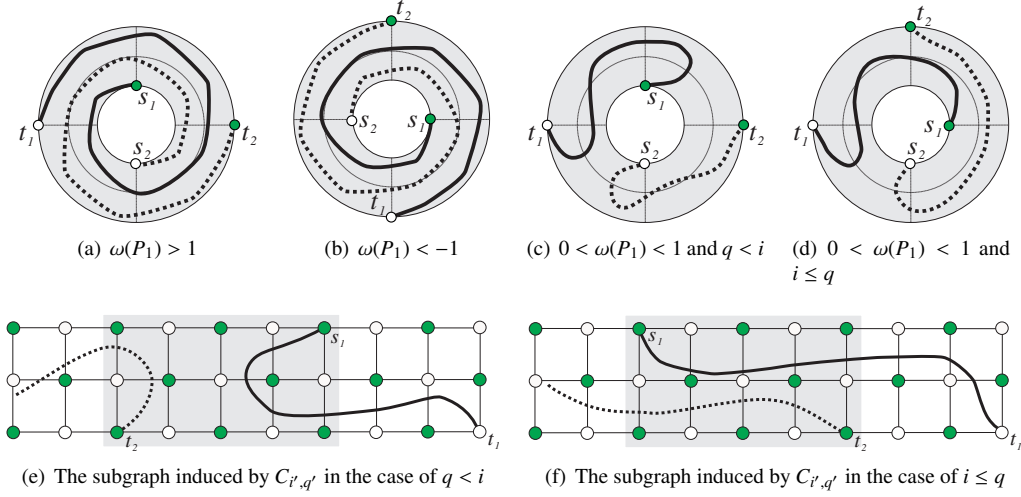 t₂
s₁
t₁ t₂
s₂
t₂
s₂ s₁
t₁
s₁
t₁ t₂
s₂
t₂
t₁ s₁
s₂
(a) ω(P₁) > 1
(b) ω(P₁) < −1
(c) 0 < ω(P₁) < 1 and q < i
(d) 0 < ω(P₁) < 1 and
i ≤ q
s₁
t₂
t₁
s₁
t₂
t₁
(e) The subgraph induced by C_{i′,q′} in the case of q < i
(f) The subgraph induced by C_{i′,q′} in the case of i ≤ q